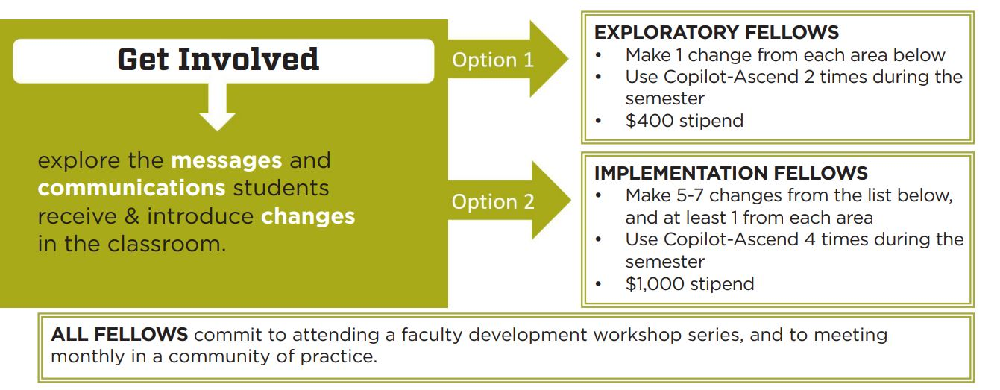 Get Involved
explore the messages and
communications students
receive & introduce changes
in the classroom.
Option 1
EXPLORATORY FELLOWS
• Make 1 change from each area below
• Use Copilot-Ascend 2 times during the
semester
• $400 stipend
Option 2
IMPLEMENTATION FELLOWS
• Make 5-7 changes from the list below,
and at least 1 from each area
• Use Copilot-Ascend 4 times during the
semester
• $1,000 stipend
ALL FELLOWS commit to attending a faculty development workshop series, and to meeting
monthly in a community of practice.